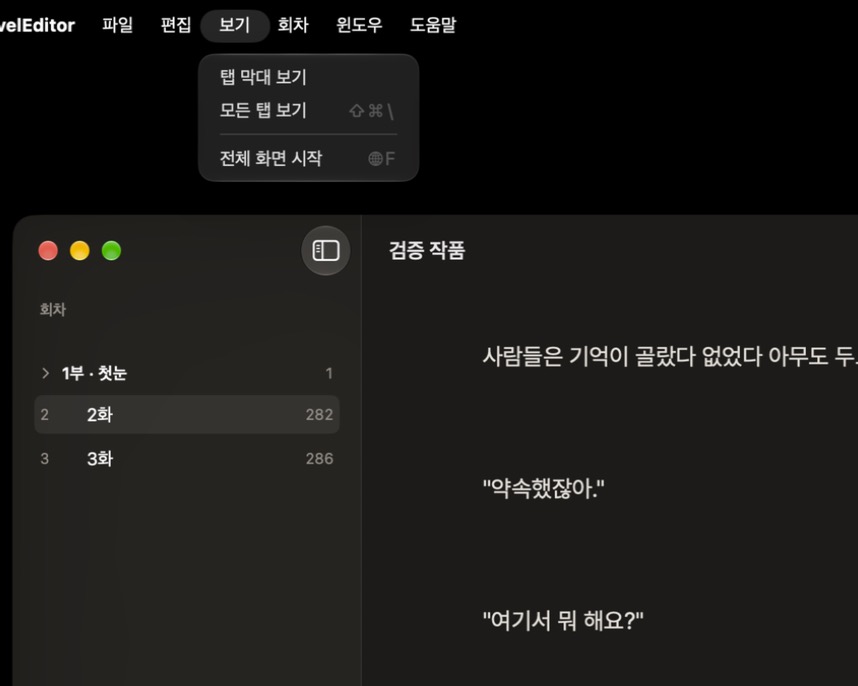 velEditor 파일 편집 보기 회차 윈도우 도움말
탭 막대 보기
모든 탭 보기 ⇧⌘\
전체 화면 시작 🌐F
검증 작품
회차
1부 · 첫눈 1
2 2화 282
3 3화 286
사람들은 기억이 골랐다 없었다 아무도 두
"약속했잖아."
"여기서 뭐 해요?"